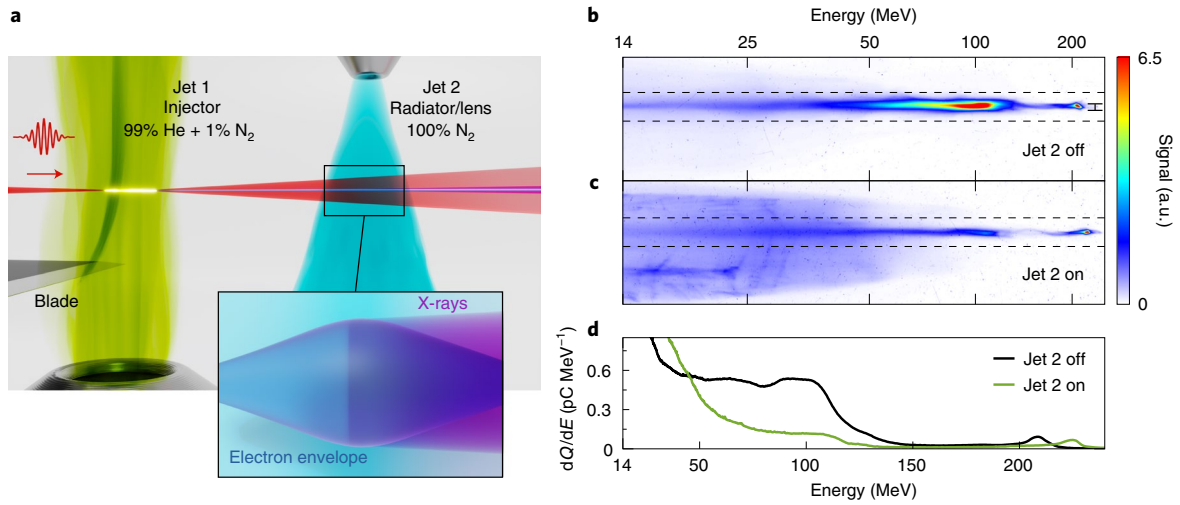 a
Jet 1
Injector
99% He + 1% N₂
Jet 2
Radiator/lens
100% N₂
Blade
X-rays
Electron envelope
b
Energy (MeV)
14 25 50 100 200
Jet 2 off
c
Jet 2 on
6.5
Signal (a.u.)
0
d
Jet 2 off
Jet 2 on
dQ/dE (pC MeV⁻¹)
0.6
0.3
0
14 50 100 150 200
Energy (MeV)